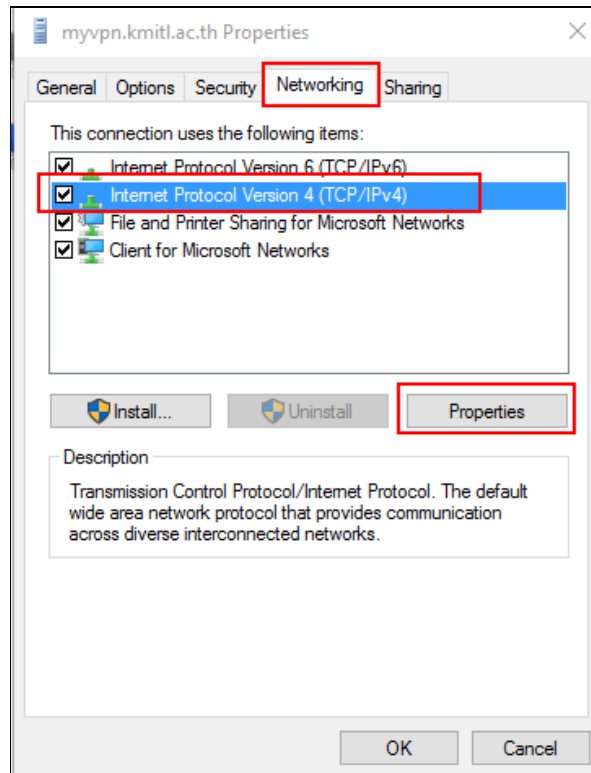 myvpn.kmitl.ac.th Properties
General Options Security Networking Sharing
This connection uses the following items:
Internet Protocol Version 6 (TCP/IPv6)
Internet Protocol Version 4 (TCP/IPv4)
File and Printer Sharing for Microsoft Networks
Client for Microsoft Networks
Install... Uninstall Properties
Description
Transmission Control Protocol/Internet Protocol. The default
wide area network protocol that provides communication
across diverse interconnected networks.
OK Cancel